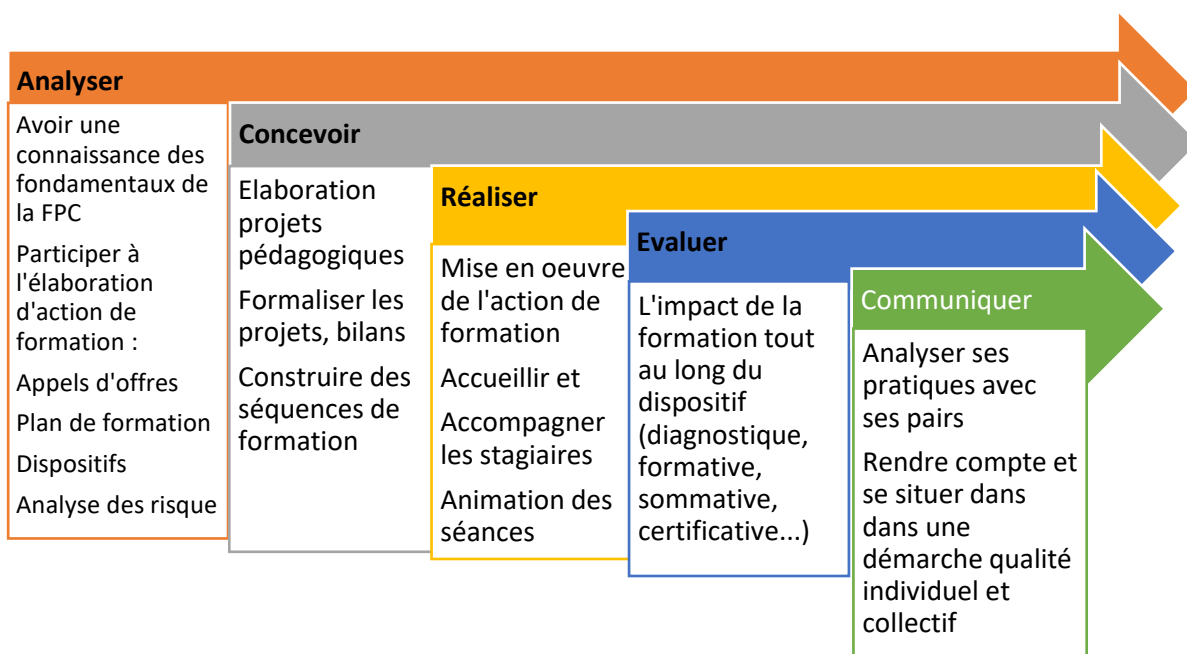 Analyser
Avoir une
connaissance des
fondamentaux de
la FPC
Participer à
l'élaboration
d'action de
formation :
Appels d'offres
Plan de formation
Dispositifs
Analyse des risque
Concevoir
Elaboration
projets
pédagogiques
Formaliser les
projets, bilans
Construire des
séquences de
formation
Réaliser
Mise en oeuvre
de l'action de
formation
Accueillir et
Accompagner
les stagiaires
Animation des
séances
Evaluer
L'impact de la
formation tout
au long du
dispositif
(diagnostique,
formative,
sommative,
certificative...)
Communiquer
Analyser ses
pratiques avec
ses pairs
Rendre compte et
se situer dans
dans une
démarche qualité
individuel et
collectif